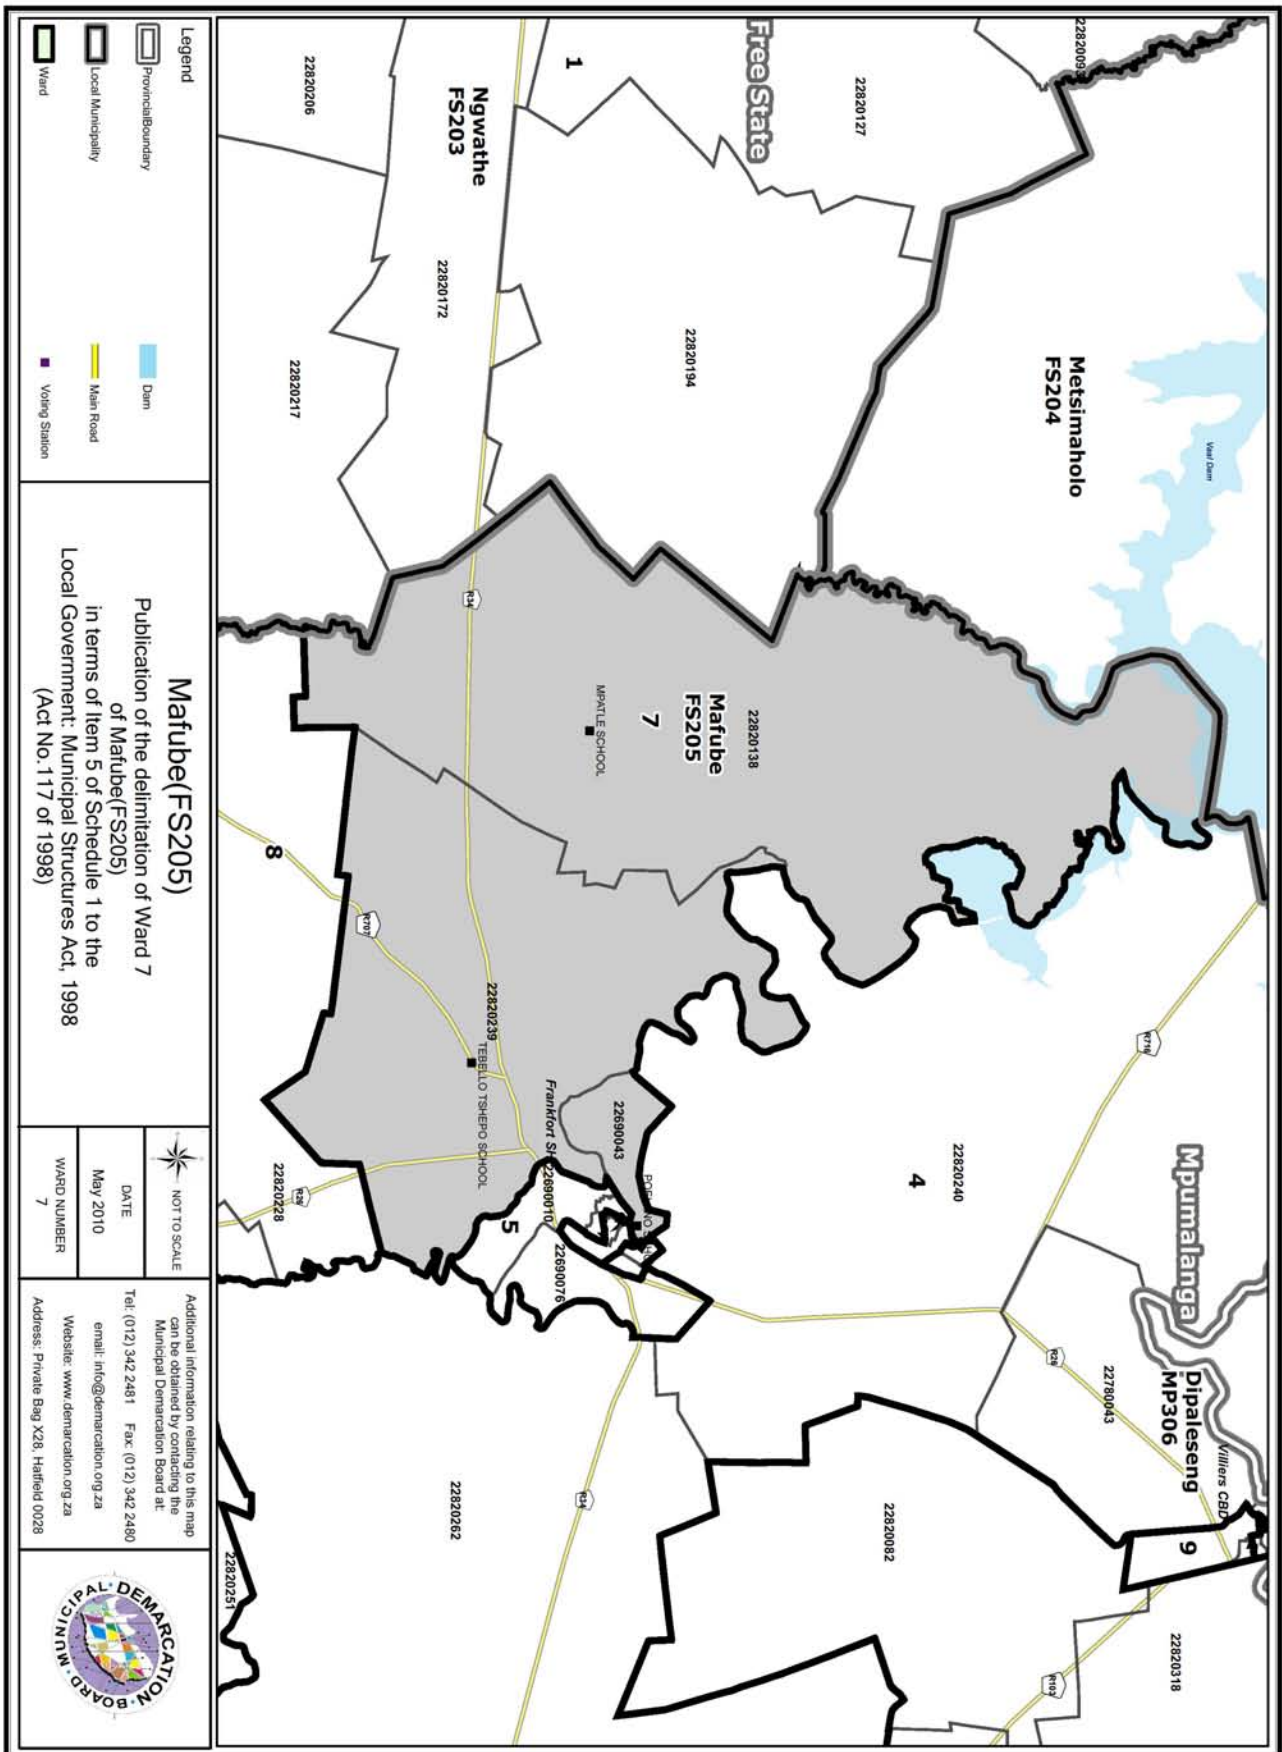 22820093
22820127
Free State
1
Ngwathe
FS203
22820206
22820172
22820217
22820194
Metsimaholo
FS204
Vaal Dam
R34
MPATLE SCHOOL
7
Mafube
FS205
22820138
8
R707
22820239
TEBELLO TSHEPO SCHOOL
22690043
22690010
5
22690076
22820228
R26
4
22820240
R716
Mpumalanga
Dipaleseng
MP306
22780043
R26
Villiers CBD
9
22820082
22820318
R103
R34
22820262
22820251
Legend
ProvincialBoundary
Local Municipality
Ward
Dam
Main Road
Voting Station
Mafube(FS205)
Publication of the delimitation of Ward 7
of Mafube(FS205)
in terms of Item 5 of Schedule 1 to the
Local Government: Municipal Structures Act, 1998
(Act No.117 of 1998)
NOT TO SCALE
DATE
May 2010
WARD NUMBER
7
Additional information relating to this map
can be obtained by contacting the
Municipal Demarcation Board at:
Tel: (012) 342 2481 Fax: (012) 342 2480
email: info@demarcation.org.za
Website: www.demarcation.org.za
Address: Private Bag X28, Hatfield 0028
MUNICIPAL DEMARCATION BOARD